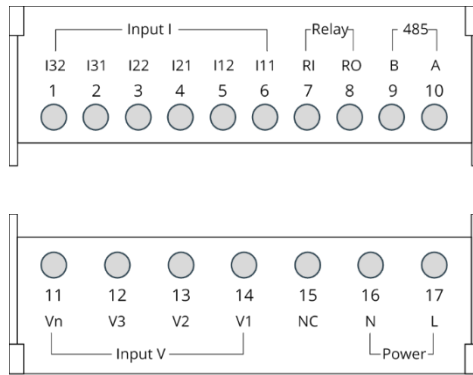 Input I Relay 485
I32 I31 I22 I21 I12 I11 RI RO B A
1 2 3 4 5 6 7 8 9 10
11 12 13 14 15 16 17
Vn V3 V2 V1 NC N L
Input V Power